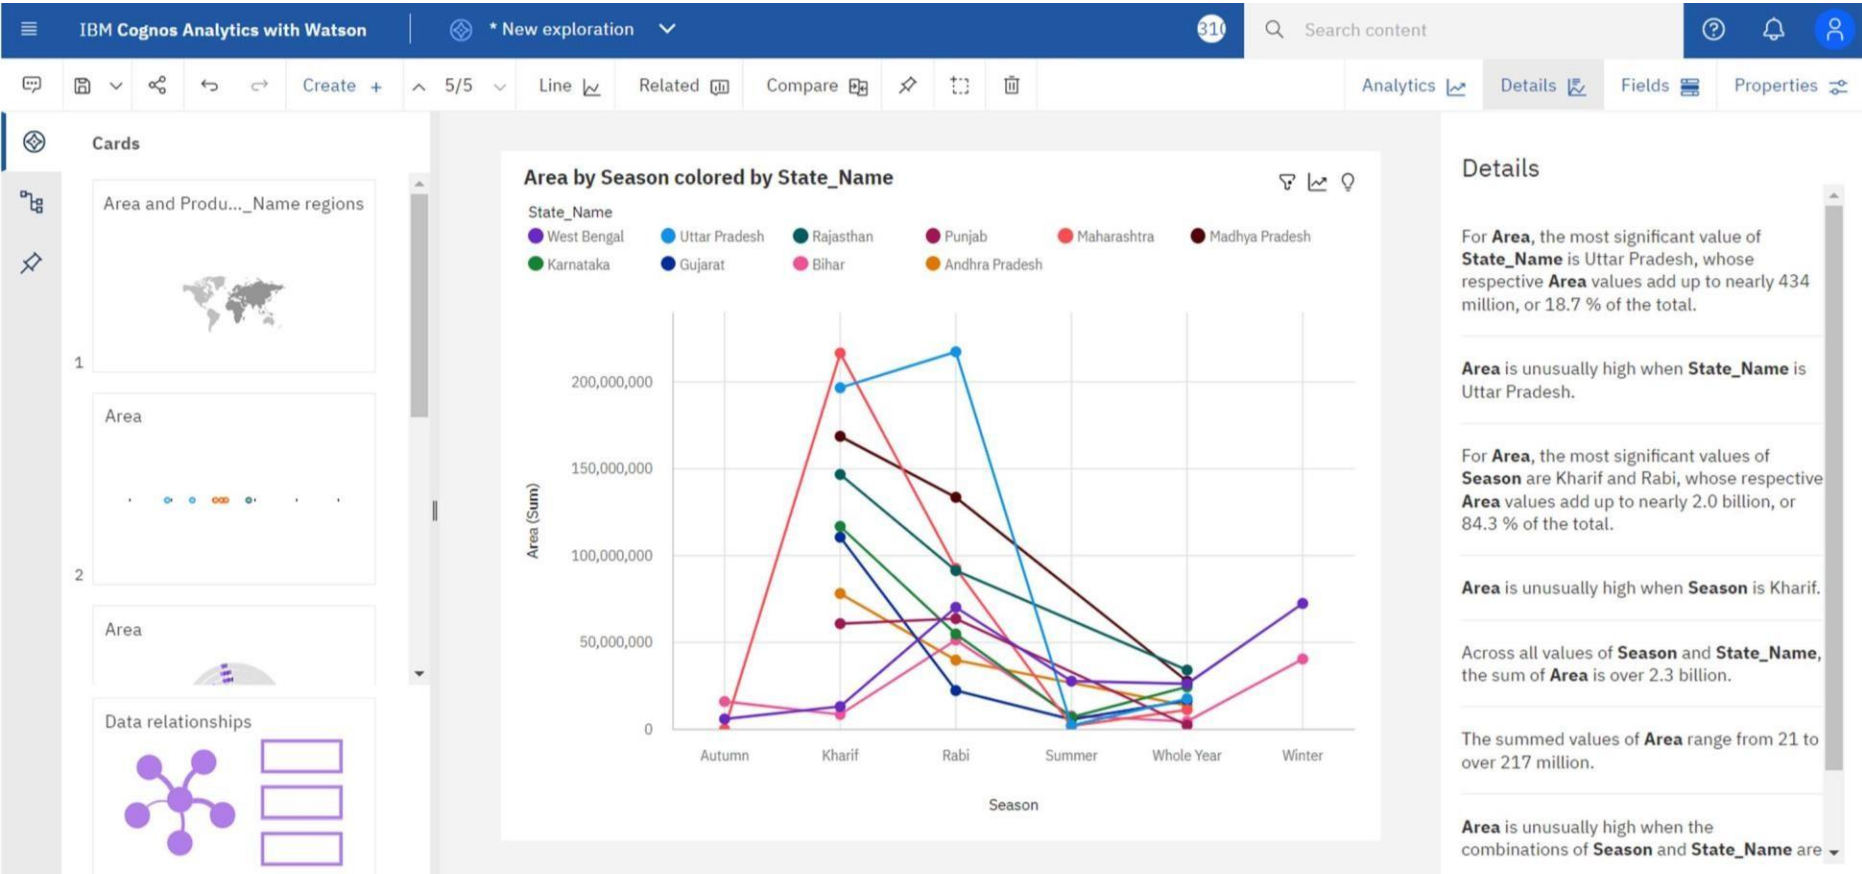 IBM Cognos Analytics with Watson
* New exploration
310
Search content
Create +
5/5
Line
Related
Compare
Analytics
Details
Fields
Properties
Cards
Area and Produ..._Name regions
1
Area
2
Area
Data relationships
Area by Season colored by State_Name
State_Name
West Bengal
Uttar Pradesh
Rajasthan
Punjab
Maharashtra
Madhya Pradesh
Karnataka
Gujarat
Bihar
Andhra Pradesh
Area (Sum)
200,000,000
150,000,000
100,000,000
50,000,000
0
Autumn
Kharif
Rabi
Summer
Whole Year
Winter
Season
Details
For Area, the most significant value of
State_Name is Uttar Pradesh, whose
respective Area values add up to nearly 434
million, or 18.7 % of the total.
Area is unusually high when State_Name is
Uttar Pradesh.
For Area, the most significant values of
Season are Kharif and Rabi, whose respective
Area values add up to nearly 2.0 billion, or
84.3 % of the total.
Area is unusually high when Season is Kharif.
Across all values of Season and State_Name,
the sum of Area is over 2.3 billion.
The summed values of Area range from 21 to
over 217 million.
Area is unusually high when the
combinations of Season and State_Name are